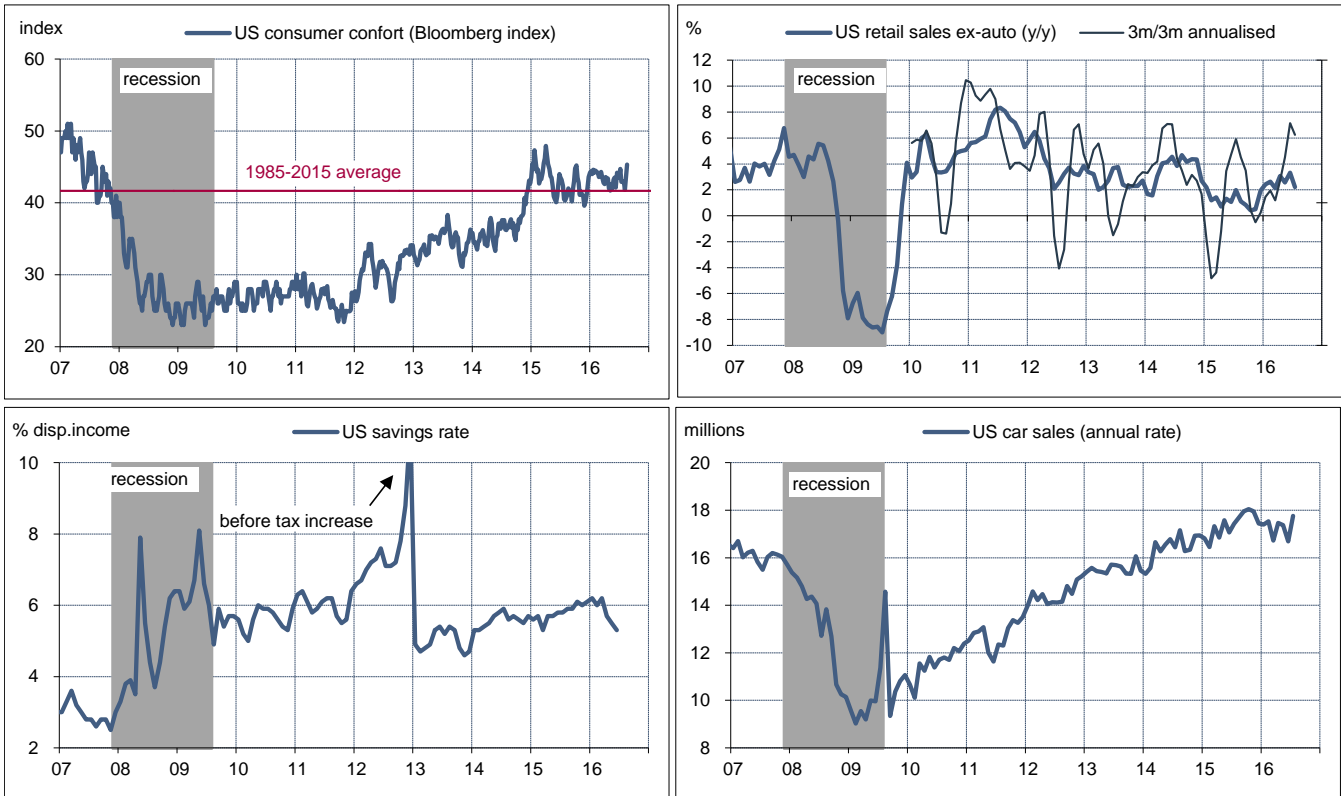 index
US consumer confort (Bloomberg index)
60
recession
50
1985-2015 average
40
30
20
07 08 09 10 11 12 13 14 15 16
%
US retail sales ex-auto (y/y) 3m/3m annualised
12
recession
10
8
6
4
2
0
-2
-4
-6
-8
-10
07 08 09 10 11 12 13 14 15 16
% disp.income
US savings rate
10
recession
before tax increase
8
6
4
2
07 08 09 10 11 12 13 14 15 16
millions
US car sales (annual rate)
20
recession
18
16
14
12
10
8
07 08 09 10 11 12 13 14 15 16